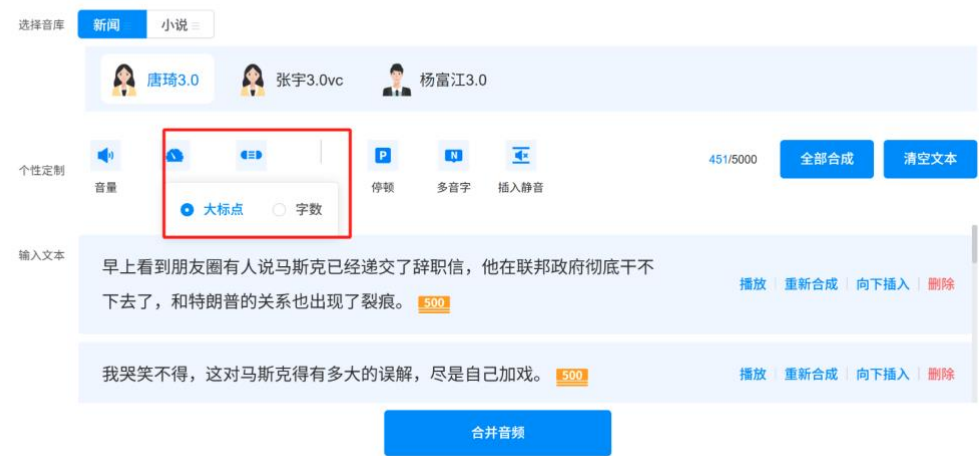 选择音库 新闻 小说
唐琦3.0 张宇3.0vc 杨富江3.0
个性定制 音量 P 停顿 N 多音字 插入静音 451/5000 全部合成 清空文本
大标点 字数
输入文本
早上看到朋友圈有人说马斯克已经递交了辞职信，他在联邦政府彻底干不
下去了，和特朗普的关系也出现了裂痕。 500
播放 重新合成 向下插入 删除
我哭笑不得，这对马斯克得有多大的误解，尽是自己加戏。 500
播放 重新合成 向下插入 删除
合并音频